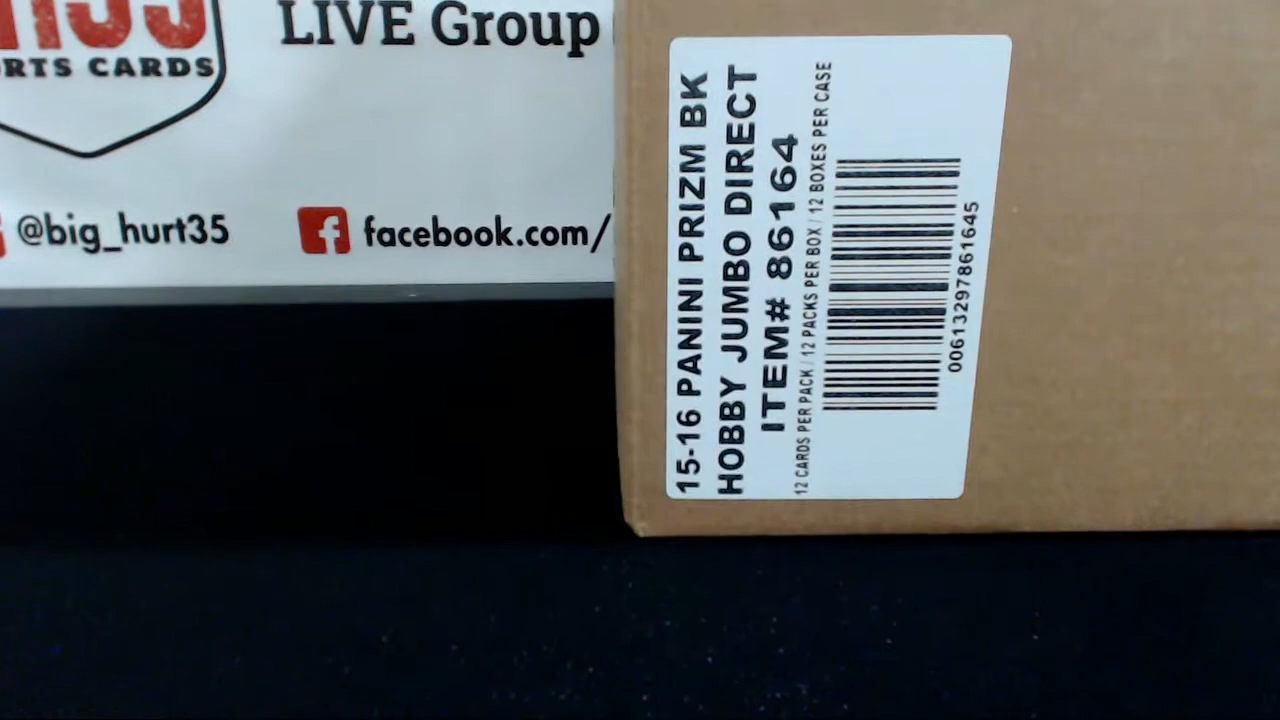 LIVE Group
RTS CARDS
@big_hurt35
facebook.com/
15-16 PANINI PRIZM BK
HOBBY JUMBO DIRECT
ITEM# 86164
12 CARDS PER PACK / 12 PACKS PER BOX / 12 BOXES PER CASE
00613297861645